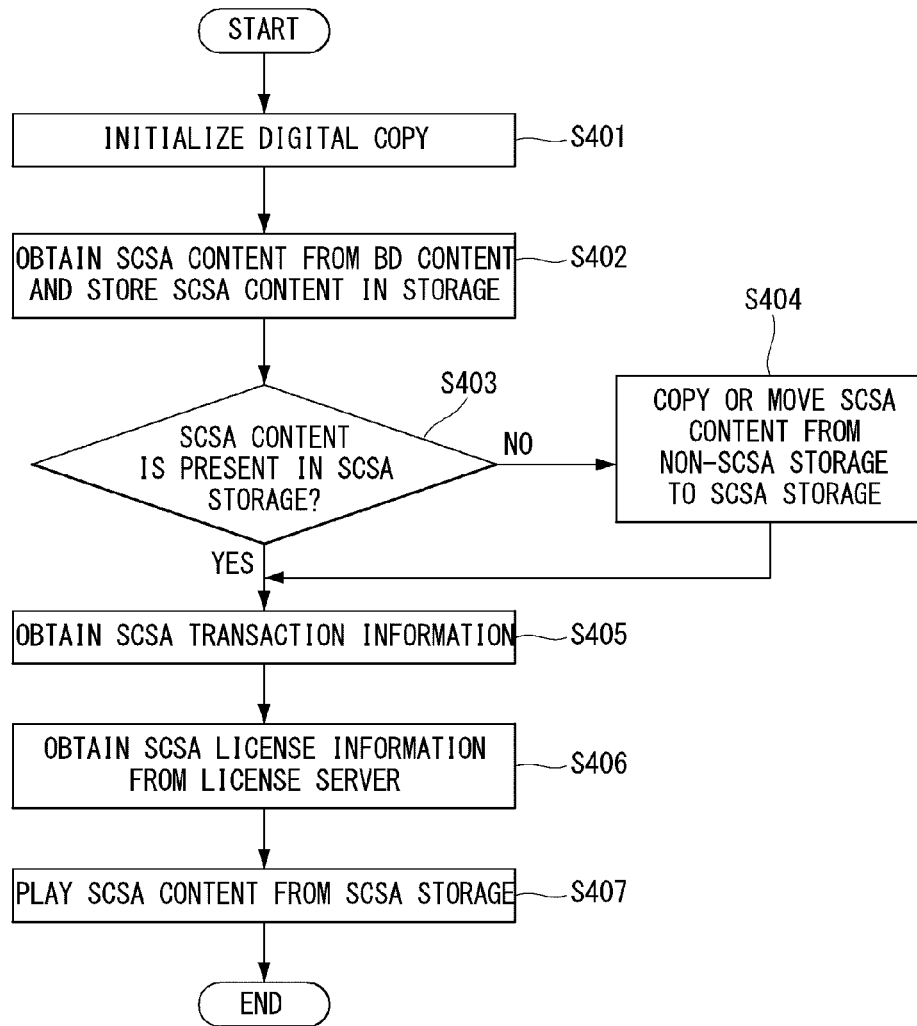 START
INITIALIZE DIGITAL COPY
S401
OBTAIN SCSA CONTENT FROM BD CONTENT
AND STORE SCSA CONTENT IN STORAGE
S402
S403
SCSA CONTENT
IS PRESENT IN SCSA
STORAGE?
NO
YES
S404
COPY OR MOVE SCSA
CONTENT FROM
NON-SCSA STORAGE
TO SCSA STORAGE
OBTAIN SCSA TRANSACTION INFORMATION
S405
OBTAIN SCSA LICENSE INFORMATION
FROM LICENSE SERVER
S406
PLAY SCSA CONTENT FROM SCSA STORAGE
S407
END